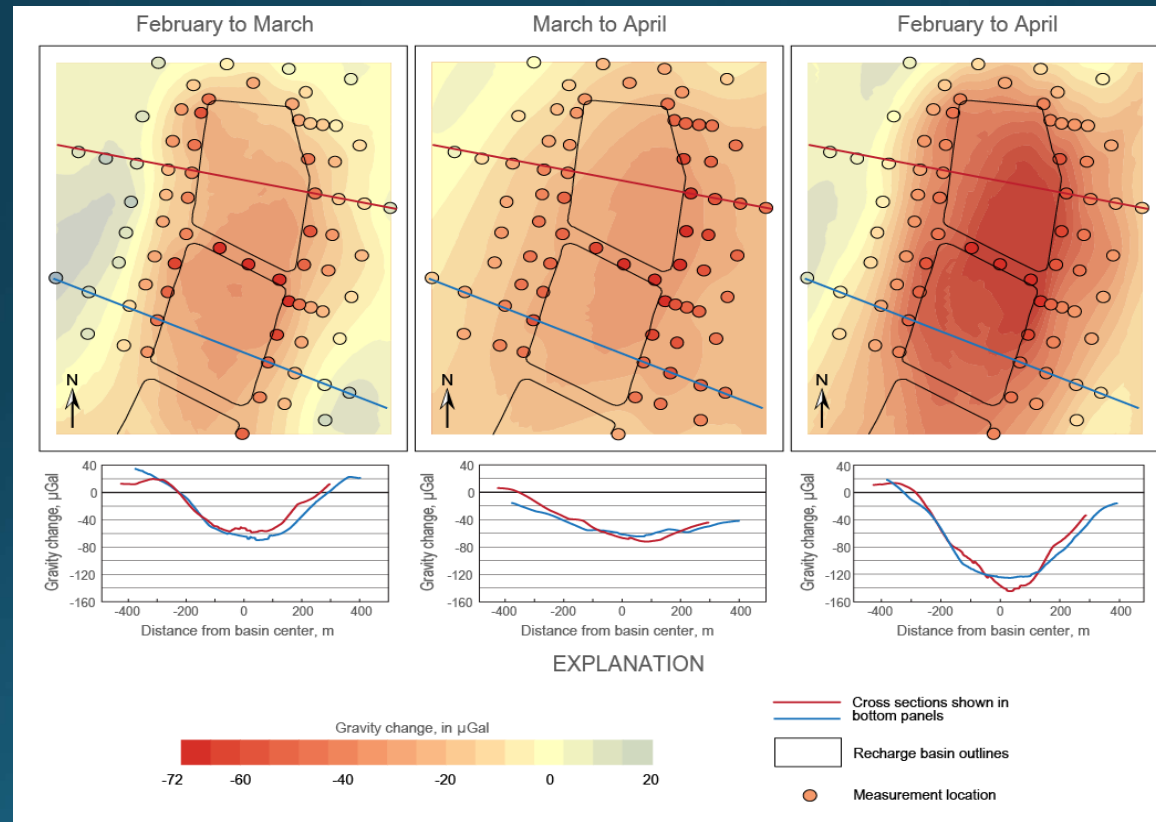 February to March
March to April
February to April
N
N
N
Gravity change, µGal
40
0
-40
-80
-120
-160
-400
-200
0
200
400
Distance from basin center, m
Gravity change, µGal
40
0
-40
-80
-120
-160
-400
-200
0
200
400
Distance from basin center, m
Gravity change, µGal
40
0
-40
-80
-120
-160
-400
-200
0
200
400
Distance from basin center, m
EXPLANATION
Gravity change, in µGal
-72
-60
-40
-20
0
20
Cross sections shown in
bottom panels
Recharge basin outlines
Measurement location